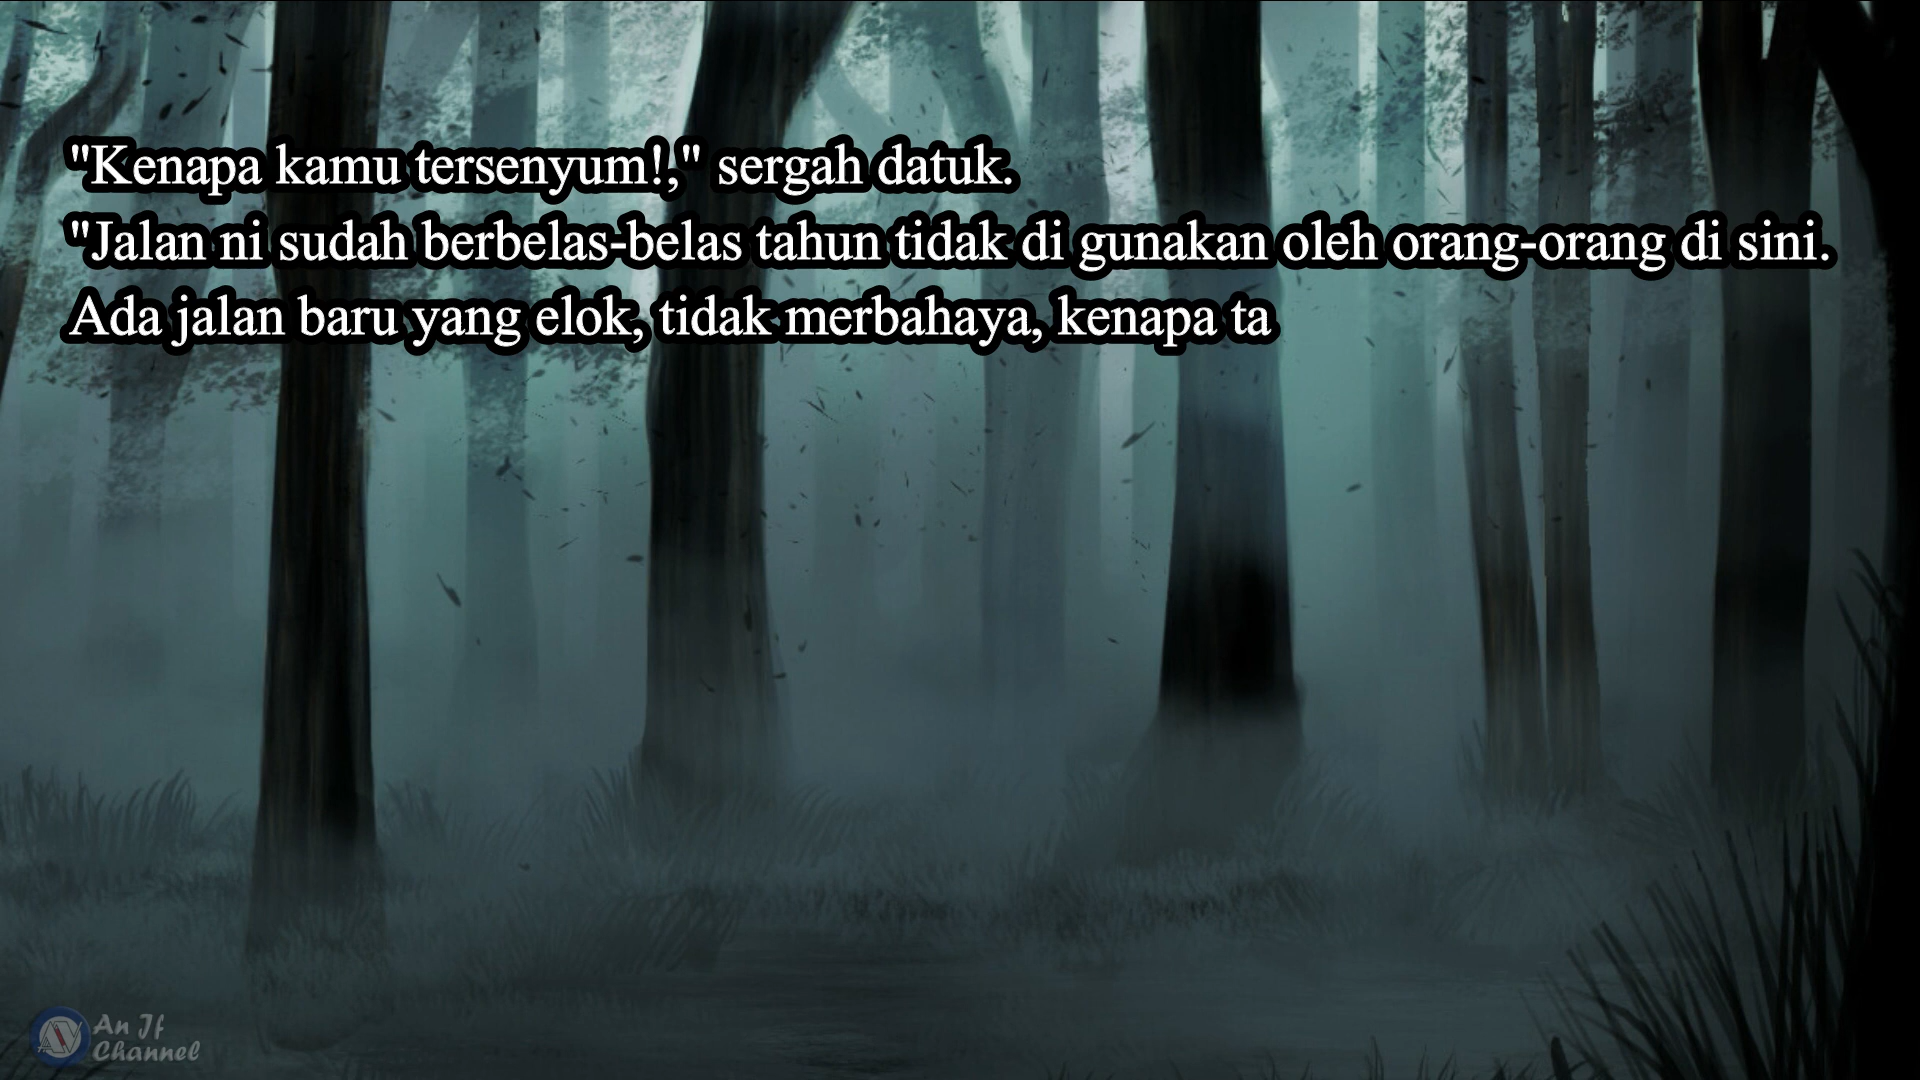 "Kenapa kamu tersenyum!," sergah datuk.
"Jalan ni sudah berbelas-belas tahun tidak di gunakan oleh orang-orang di sini.
Ada jalan baru yang elok, tidak merbahaya, kenapa ta
An Jf
Channel